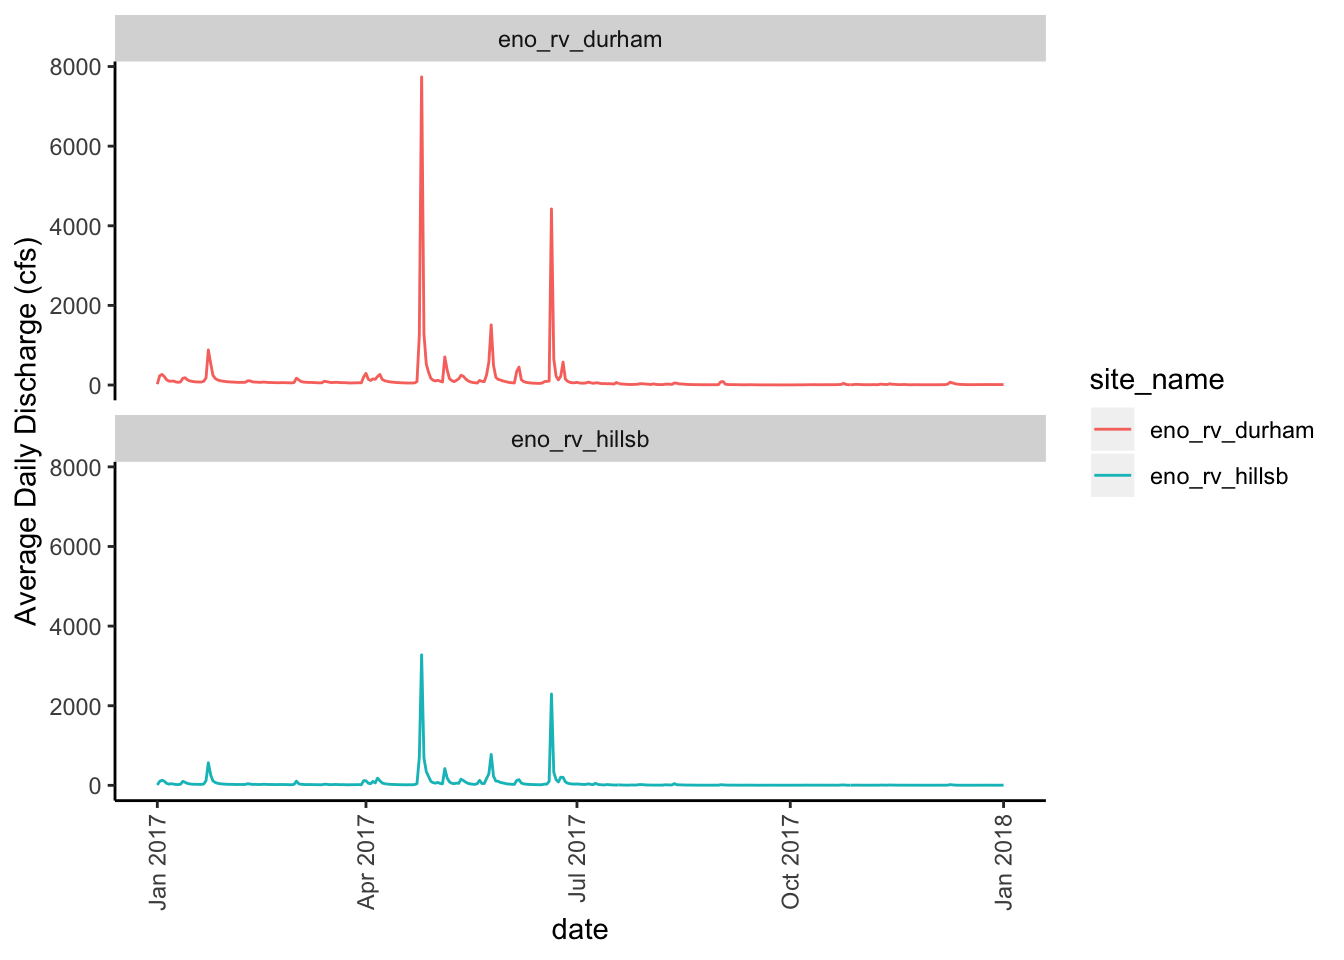 eno_rv_durham
8000
6000
4000
2000
0
eno_rv_hillsb
8000
6000
4000
2000
0
Average Daily Discharge (cfs)
Jan 2017
Apr 2017
Jul 2017
Oct 2017
Jan 2018
date
site_name
eno_rv_durham
eno_rv_hillsb